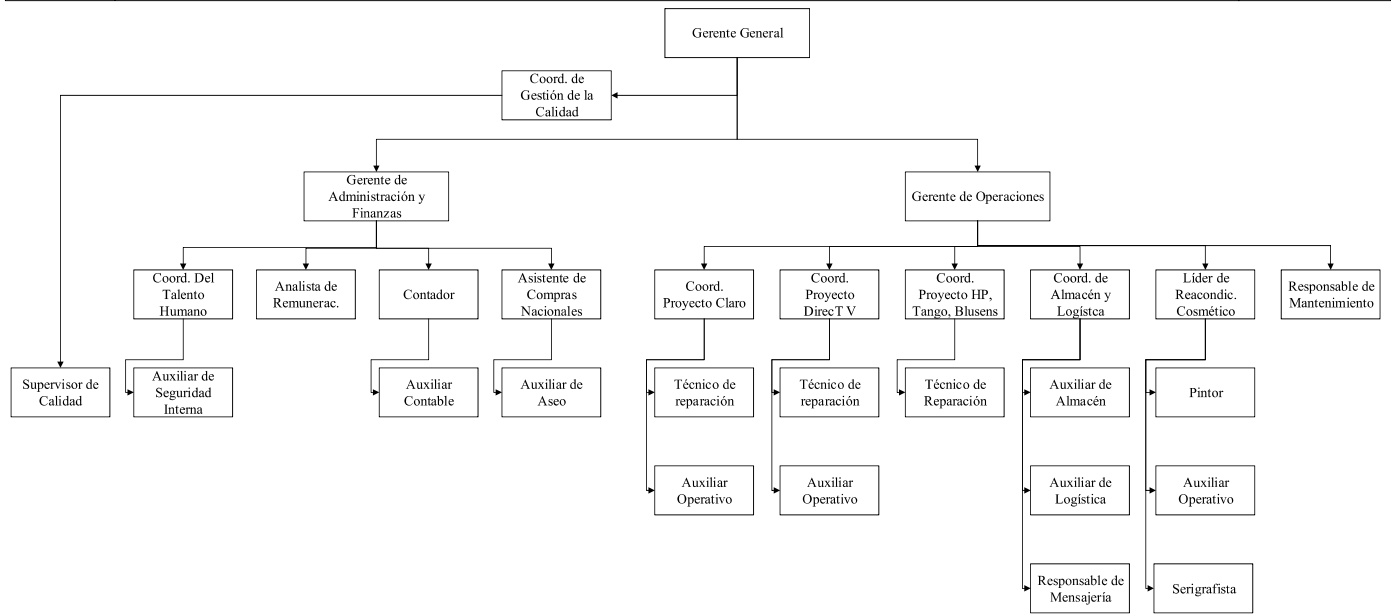 Gerente General
Coord. de
Gestión de la
Calidad
Gerente de
Administración y
Finanzas
Gerente de Operaciones
Coord. Del
Talento
Humano
Analista de
Remunerac.
Contador
Asistente de
Compras
Nacionales
Coord.
Proyecto Claro
Coord.
Proyecto
DirecT V
Coord.
Proyecto HP,
Tango, Blusens
Coord. de
Almacén y
Logístca
Líder de
Reacondic.
Cosmético
Responsable de
Mantenimiento
Supervisor de
Calidad
Auxiliar de
Seguridad
Interna
Auxiliar
Contable
Auxiliar de
Aseo
Técnico de
reparación
Técnico de
reparación
Técnico de
Reparación
Auxiliar de
Almacén
Pintor
Auxiliar
Operativo
Auxiliar
Operativo
Auxiliar de
Logística
Auxiliar
Operativo
Responsable de
Mensajería
Serigrafista